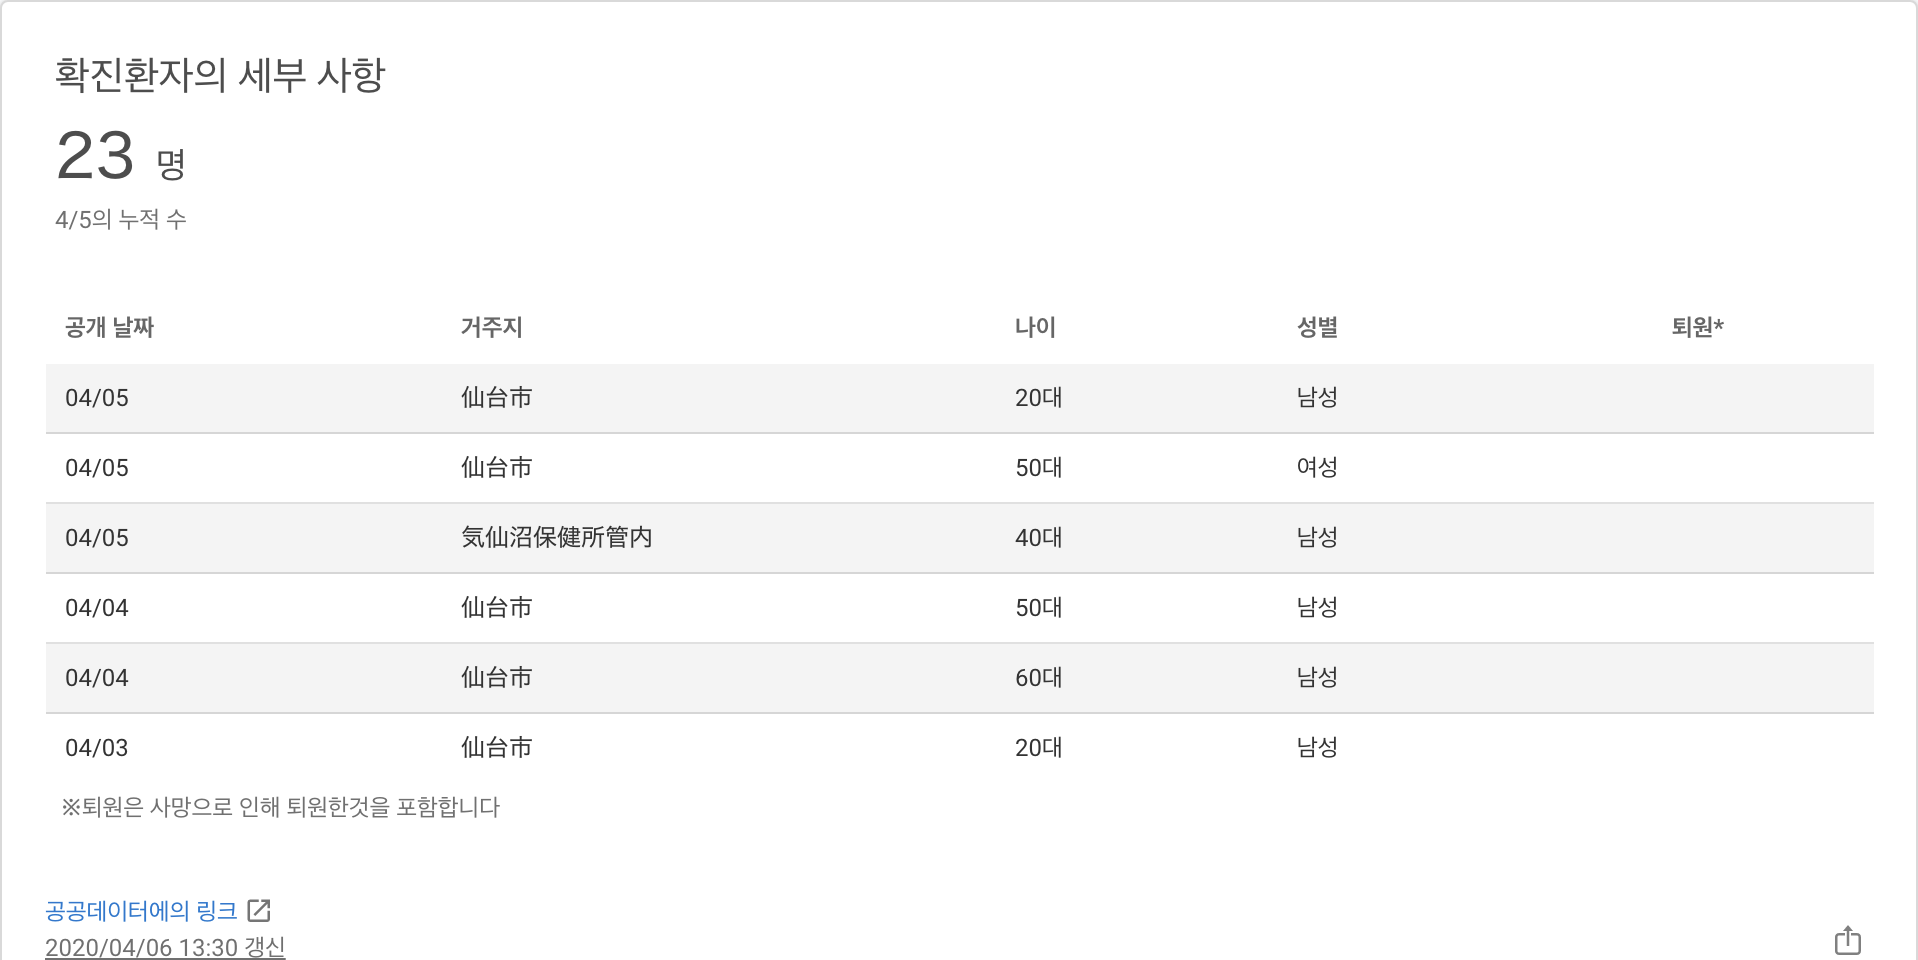 확진환자의 세부 사항
23 명
4/5의 누적 수
공개 날짜 거주지 나이 성별 퇴원*
04/05 仙台市 20대 남성
04/05 仙台市 50대 여성
04/05 気仙沼保健所管内 40대 남성
04/04 仙台市 50대 남성
04/04 仙台市 60대 남성
04/03 仙台市 20대 남성
※퇴원은 사망으로 인해 퇴원한것을 포함합니다
공공데이터에의 링크
2020/04/06 13:30 갱신